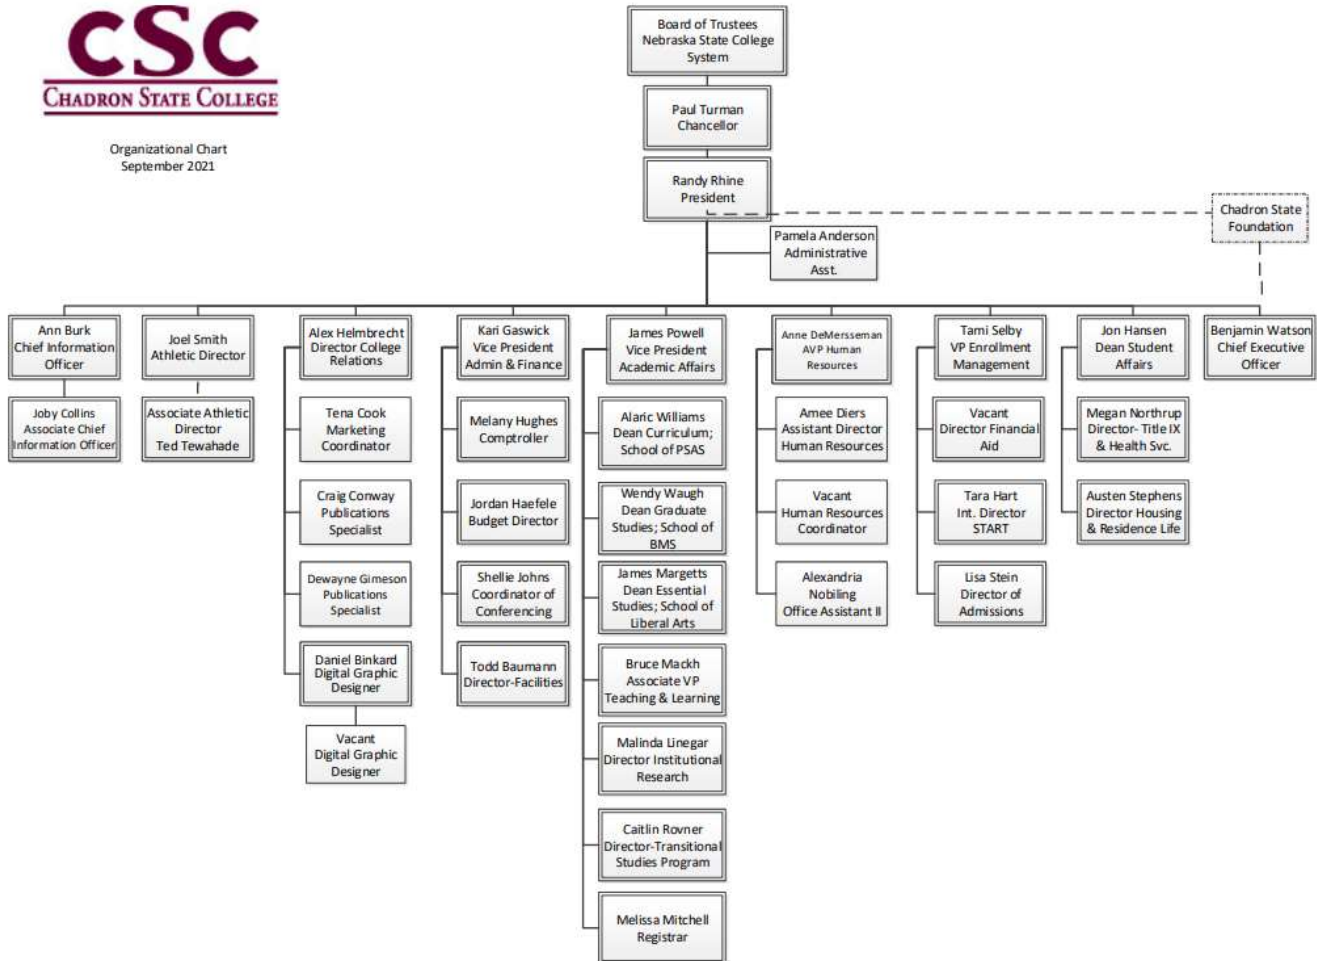 CSC
CHADRON STATE COLLEGE
Organizational Chart
September 2021
Board of Trustees
Nebraska State College
System
Paul Turman
Chancellor
Randy Rhine
President
Chadron State
Foundation
Pamela Anderson
Administrative
Asst.
Ann Burk
Chief Information
Officer
Joby Collins
Associate Chief
Information Officer
Joel Smith
Athletic Director
Associate Athletic
Director
Ted Tewahade
Alex Helmbrecht
Director College
Relations
Tena Cook
Marketing
Coordinator
Craig Conway
Publications
Specialist
Dewayne Gimeson
Publications
Specialist
Daniel Binkard
Digital Graphic
Designer
Vacant
Digital Graphic
Designer
Kari Gaswick
Vice President
Admin & Finance
Melany Hughes
Comptroller
Jordan Haefele
Budget Director
Shellie Johns
Coordinator of
Conferencing
Todd Baumann
Director-Facilities
James Powell
Vice President
Academic Affairs
Alaric Williams
Dean Curriculum;
School of PSAS
Wendy Waugh
Dean Graduate
Studies; School of
BMS
James Margetts
Dean Essential
Studies; School of
Liberal Arts
Bruce Mackh
Associate VP
Teaching & Learning
Malinda Linegar
Director Institutional
Research
Caitlin Rovner
Director-Transitional
Studies Program
Melissa Mitchell
Registrar
Anne DeMersseman
AVP Human
Resources
Amee Diers
Assistant Director
Human Resources
Vacant
Human Resources
Coordinator
Alexandria
Nobiling
Office Assistant II
Tami Selby
VP Enrollment
Management
Vacant
Director Financial
Aid
Tara Hart
Int. Director
START
Lisa Stein
Director of
Admissions
Jon Hansen
Dean Student
Affairs
Megan Northrup
Director- Title IX
& Health Svc.
Austen Stephens
Director Housing
& Residence Life
Benjamin Watson
Chief Executive
Officer